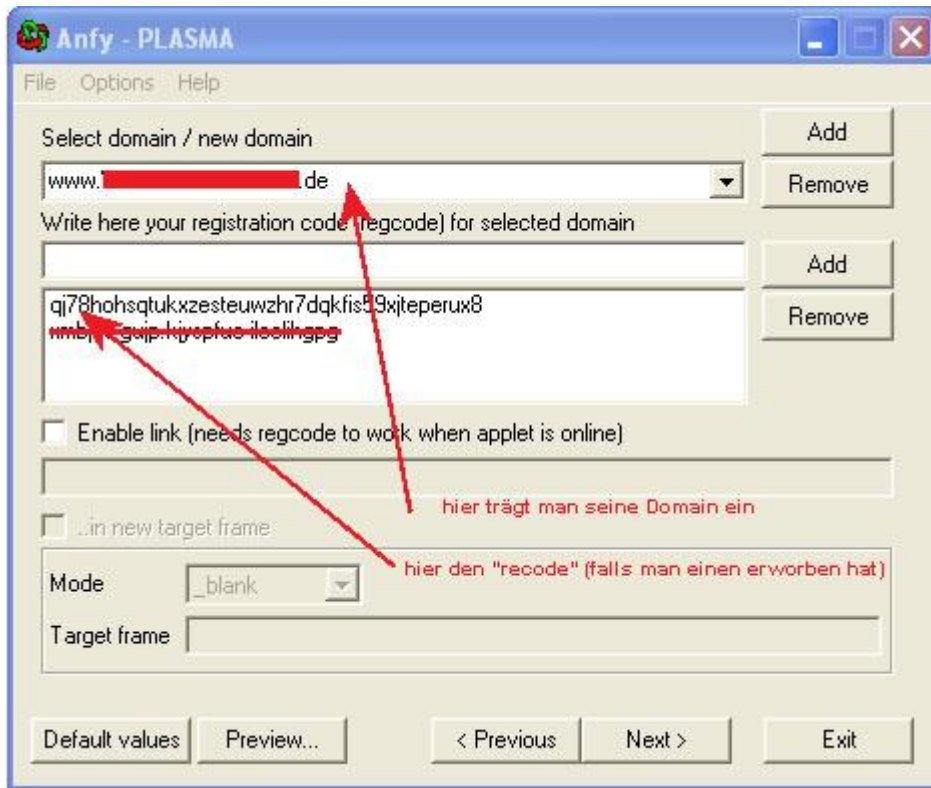 Anfy - PLASMA
File Options Help
Select domain / new domain
Add
www. .de
Remove
Write here your registration code (regcode) for selected domain
Add
qj78hohsqtukxzesteuwzhr7dqkfis59xjteperux8
Remove
Enable link (needs regcode to work when applet is online)
hier trägt man seine Domain ein
..in new target frame
hier den "recode" (falls man einen erworben hat)
Mode
_blank
Target frame
Default values
Preview...
< Previous
Next >
Exit